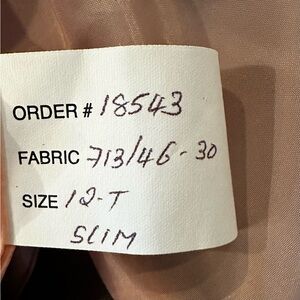 ORDER # 18543
FABRIC 713/46-30
SIZE 12-T
SLIM